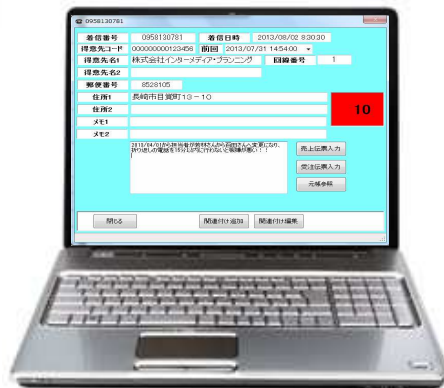 0958130781
着信番号 0958130781 着信日時 2013/08/02 8:30:30
得意先コード 000000000123456 前回 2013/07/31 14:54:00
得意先名1 株式会社インターメディア・プランニング 回線番号 1
得意先名2
郵便番号 8528105
住所1 長崎市目覚町13-10
住所2
10
メモ1
メモ2
売上伝票入力
受注伝票入力
元帳参照
閉じる 関連付け追加 関連付け編集